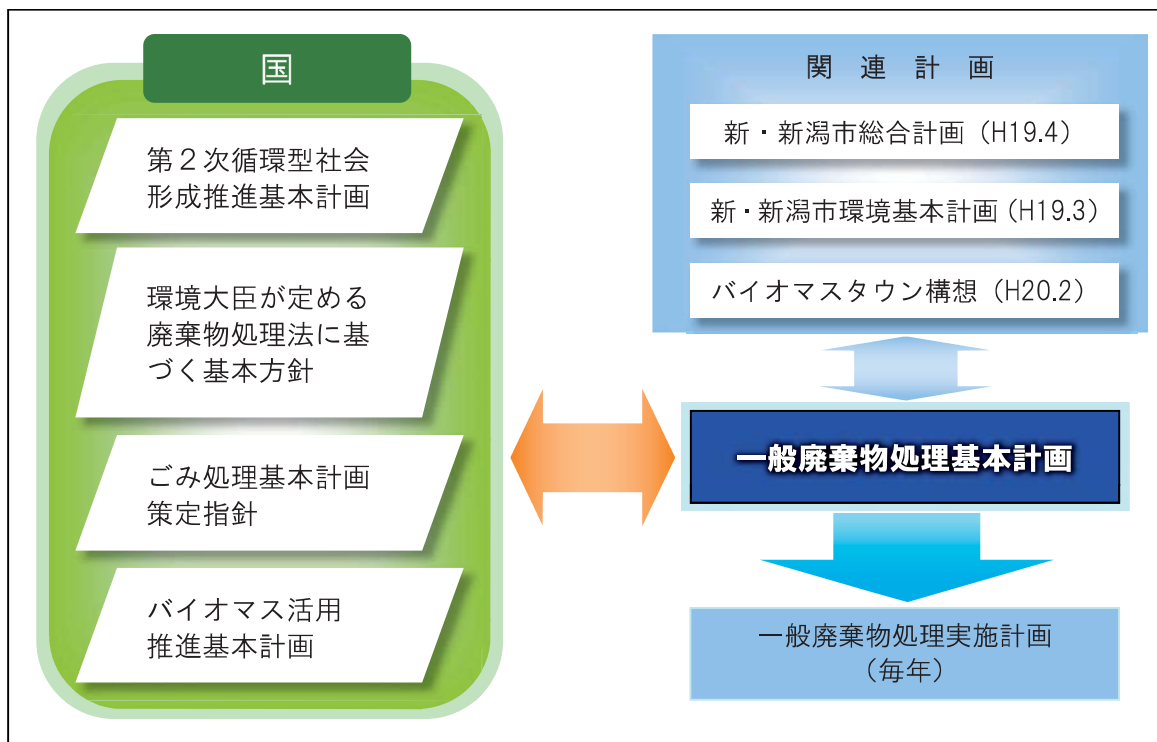 国
第２次循環型社会
形成推進基本計画
環境大臣が定める
廃棄物処理法に基
づく基本方針
ごみ処理基本計画
策定指針
バイオマス活用
推進基本計画
関 連 計 画
新・新潟市総合計画（H19.4）
新・新潟市環境基本計画（H19.3）
バイオマスタウン構想（H20.2）
一般廃棄物処理基本計画
一般廃棄物処理実施計画
（毎年）